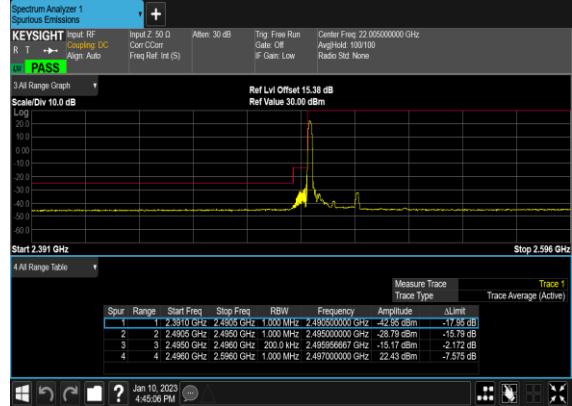 Spectrum Analyzer 1
Spurious Emissions
+
KEYSIGHT Input: RF Input Z: 50 Ω Atten: 30 dB Trig: Free Run Center Freq: 22.005000000 GHz
R T Coupling: DC Corr CCorr Gate: Off Avg|Hold: 100/100
Align: Auto Freq Ref: Int (S) IF Gain: Low Radio Std: None
LW PASS
3 All Range Graph
Ref Lvl Offset 15.38 dB
Scale/Div 10.0 dB Ref Value 30.00 dBm
Log
20.0
10.0
0.00
-10.0
-20.0
-30.0
-40.0
-50.0
-60.0
Start 2.391 GHz Stop 2.596 GHz
4 All Range Table
Measure Trace Trace 1
Trace Type Trace Average (Active)
Spur Range Start Freq Stop Freq RBW Frequency Amplitude ΔLimit
1 1 2.3910 GHz 2.4905 GHz 1.000 MHz 2.490500000 GHz -42.95 dBm -17.95 dB
2 2 2.4905 GHz 2.4950 GHz 1.000 MHz 2.495000000 GHz -28.79 dBm -15.79 dB
3 3 2.4950 GHz 2.4960 GHz 200.0 kHz 2.495956667 GHz -15.17 dBm -2.172 dB
4 4 2.4960 GHz 2.5960 GHz 1.000 MHz 2.497000000 GHz 22.43 dBm -7.575 dB
?
Jan 10, 2023
4:45:06 PM